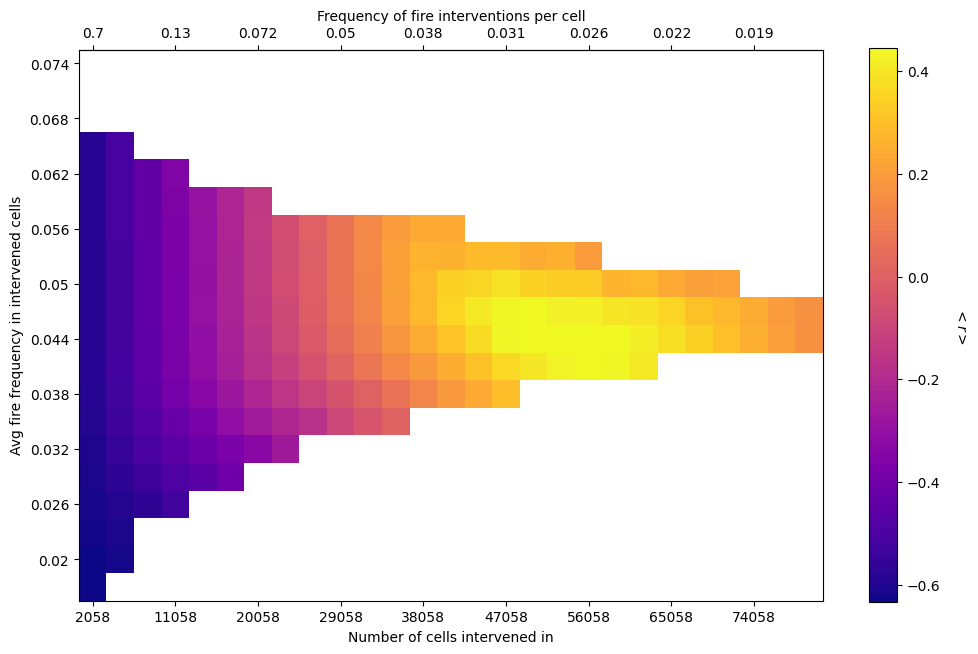 Frequency of fire interventions per cell
0.7 0.13 0.072 0.05 0.038 0.031 0.026 0.022 0.019
Avg fire frequency in intervened cells
0.074
0.068
0.062
0.056
0.05
0.044
0.038
0.032
0.026
0.02
2058 11058 20058 29058 38058 47058 56058 65058 74058
Number of cells intervened in
0.4
0.2
0.0
−0.2
−0.4
−0.6
< r >